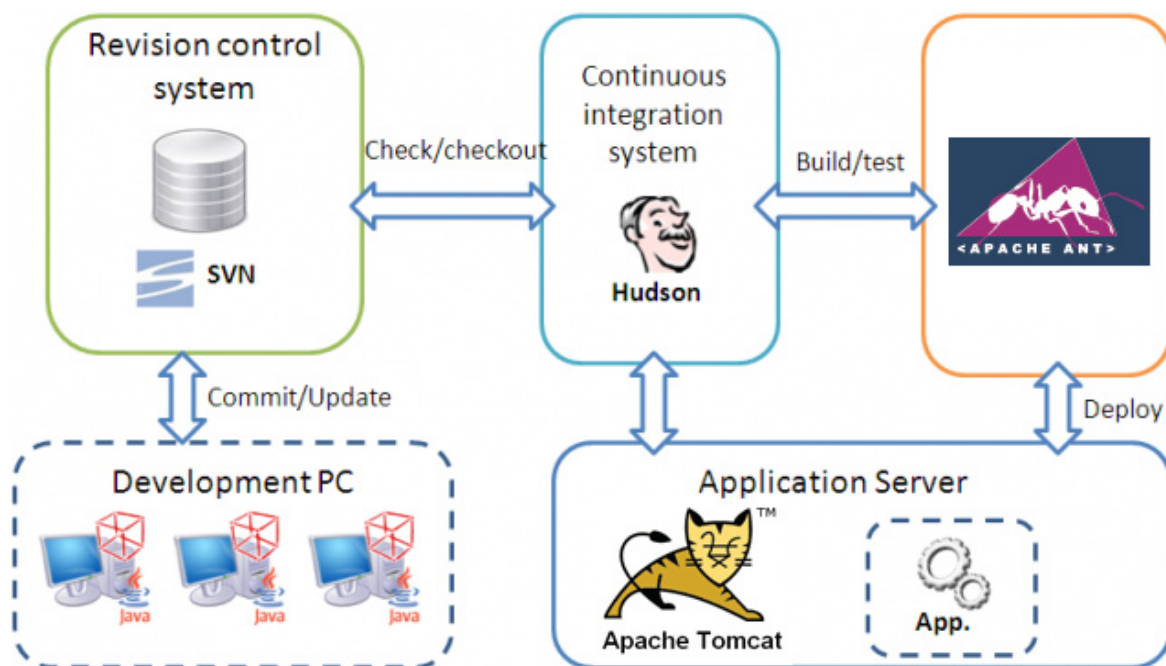 Revision control
system
SVN
Check/checkout
Continuous
integration
system
Hudson
Build/test
<APACHE ANT>
Commit/Update
Deploy
Development PC
Java
Java
Java
Application Server
TM
Apache Tomcat
App.